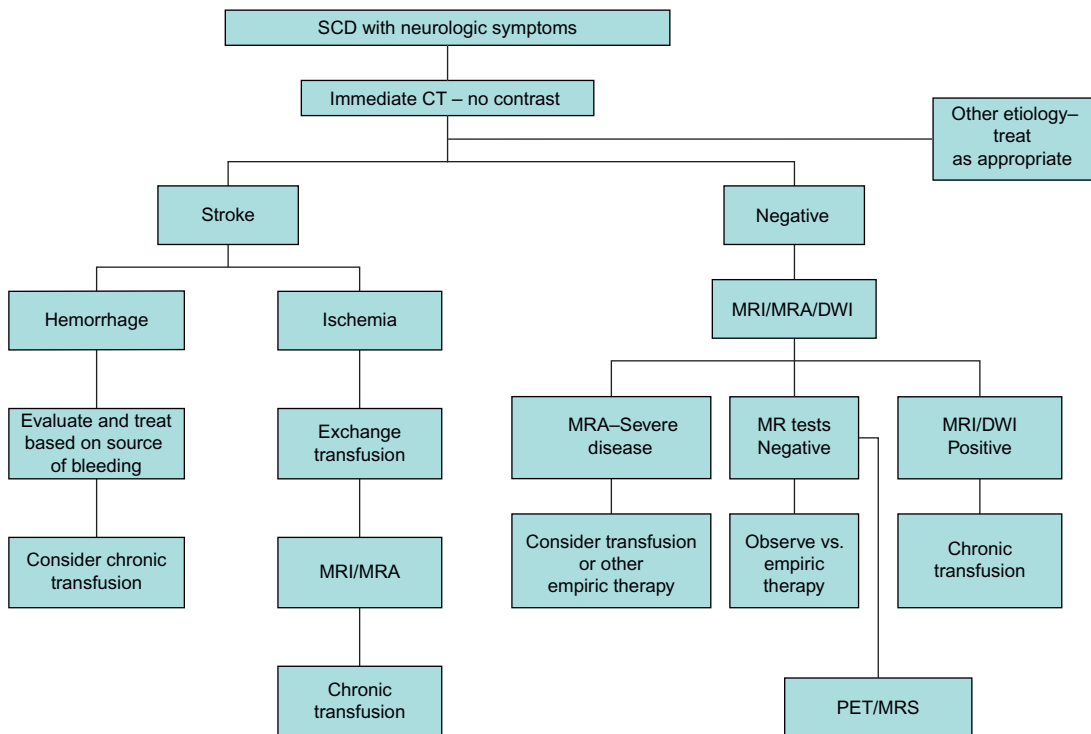 SCD with neurologic symptoms
Immediate CT – no contrast
Other etiology–
treat
as appropriate
Stroke
Negative
Hemorrhage
Ischemia
MRI/MRA/DWI
Evaluate and treat
based on source
of bleeding
Exchange
transfusion
MRA–Severe
disease
MR tests
Negative
MRI/DWI
Positive
Consider chronic
transfusion
MRI/MRA
Consider transfusion
or other
empiric therapy
Observe vs.
empiric
therapy
Chronic
transfusion
Chronic
transfusion
PET/MRS